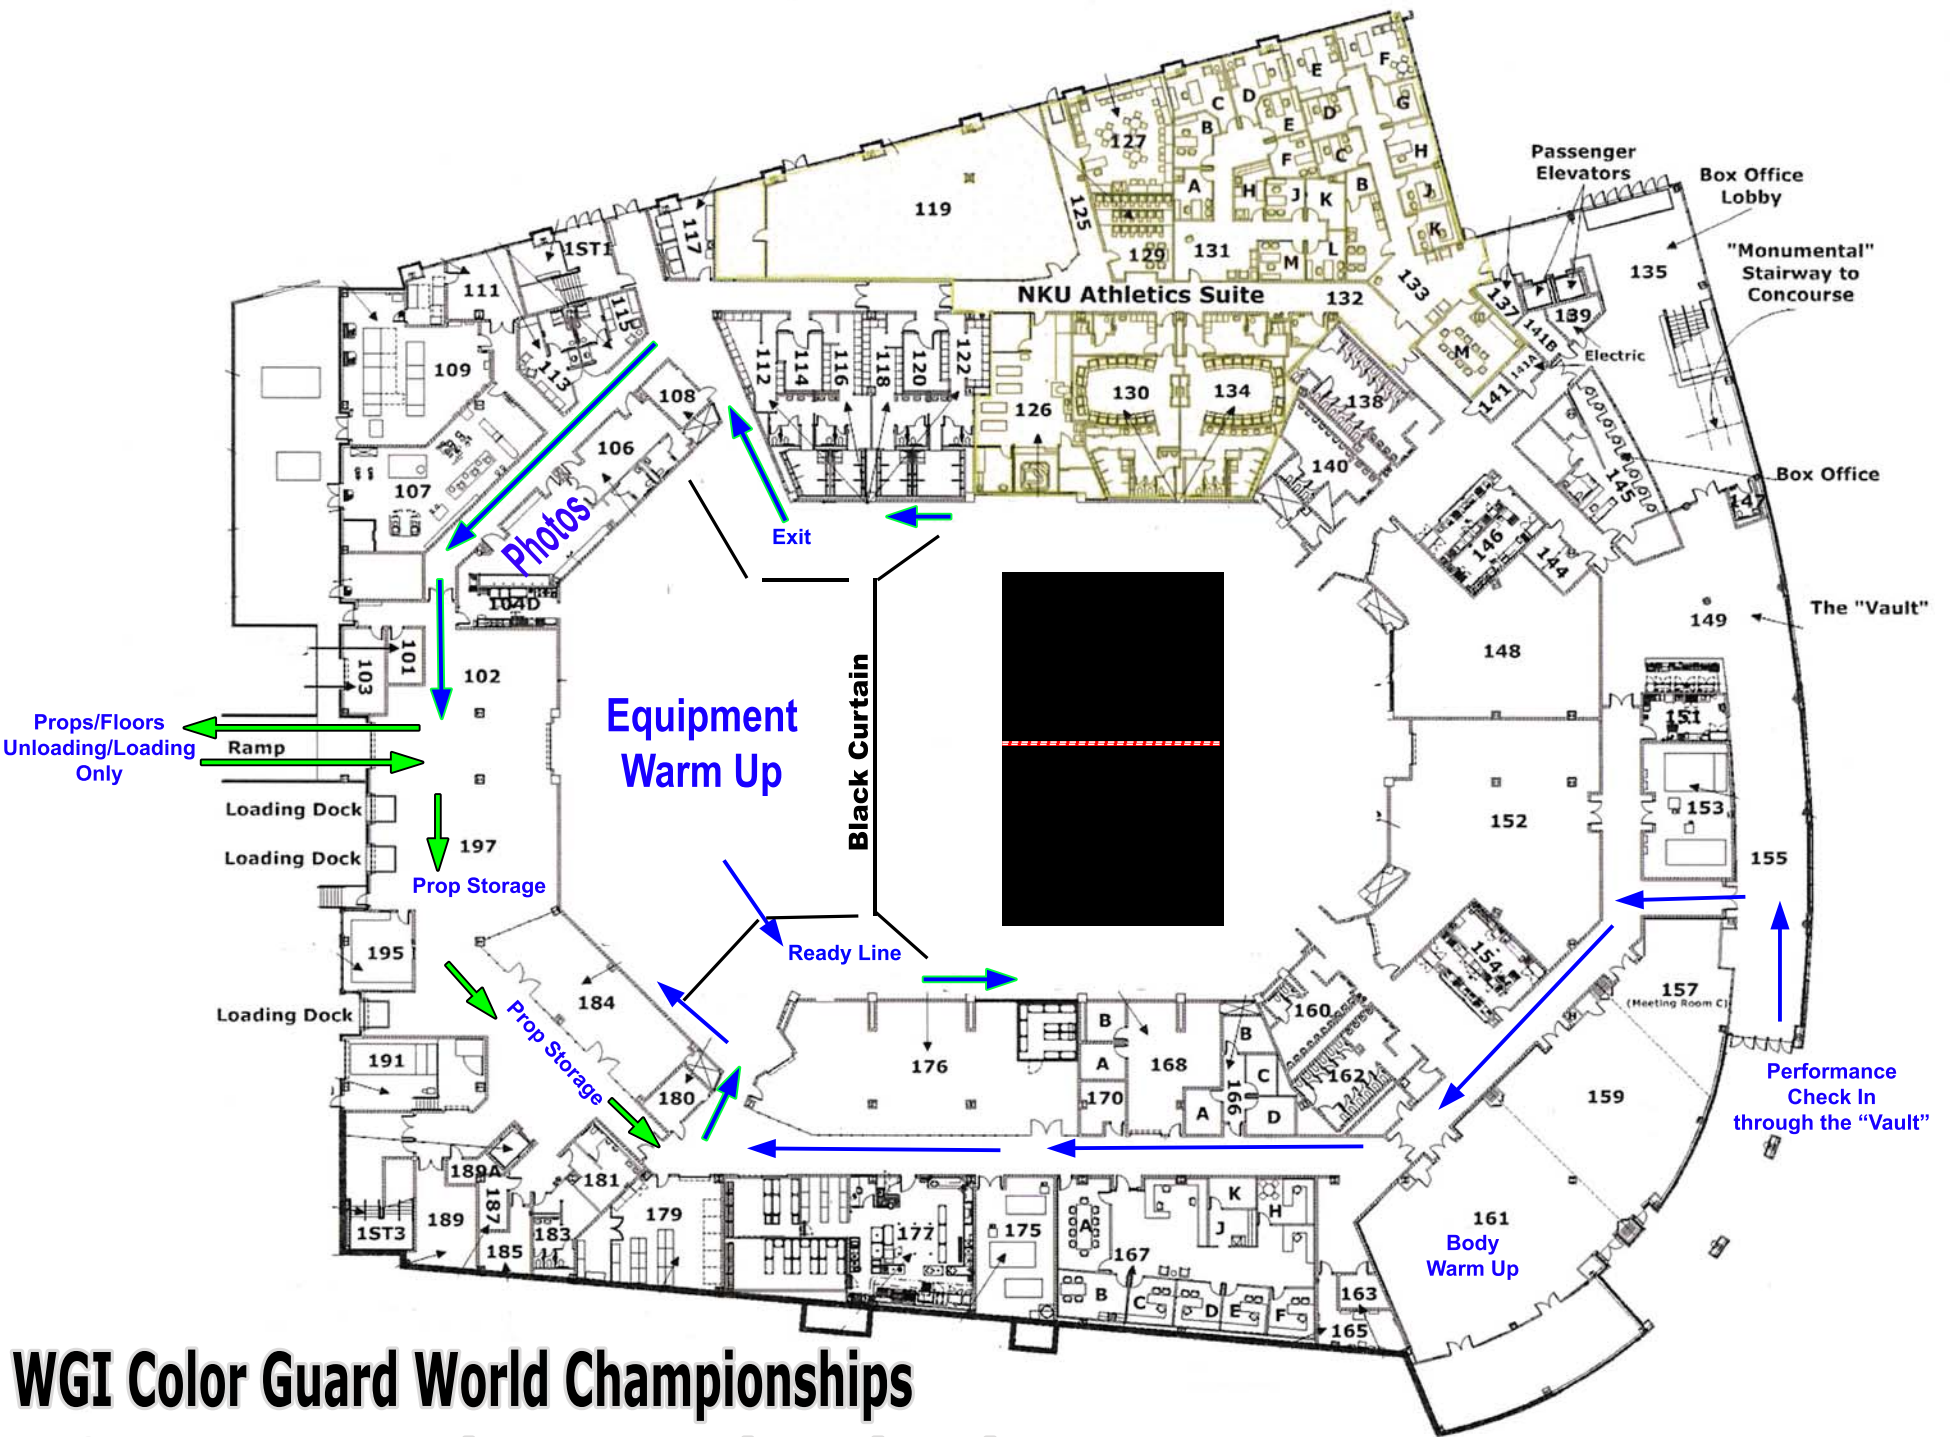 F
E
C
D
G
E
D
B
127
H
F
C
Passenger
Elevators
Box Office
Lobby
A
H
J
K
B
J
119
125
117
K
1ST1
129
131
M
L
135
"Monumental"
Stairway to
Concourse
111
115
NKU Athletics Suite
132
133
137
139
141B
Electric
109
113
108
112
114
116
118
120
122
126
130
134
138
M
141A
141
106
140
145
Box Office
147
107
Photos
Exit
146
144
104D
149
The "Vault"
101
103
102
148
Props/Floors
Unloading/Loading
Only
Ramp
Equipment
Warm Up
Black Curtain
151
Loading Dock
153
152
197
Loading Dock
155
Prop Storage
195
Ready Line
154
184
157
(Meeting Room C)
Loading Dock
Prop Storage
160
B
B
191
176
A
168
C
162
Performance
Check In
through the “Vault”
180
170
A
166
D
159
189A
181
187
K
H
189
179
A
J
161
Body
Warm Up
1ST3
183
177
175
167
185
B
C
D
E
F
163
165
WGI Color Guard World Championships